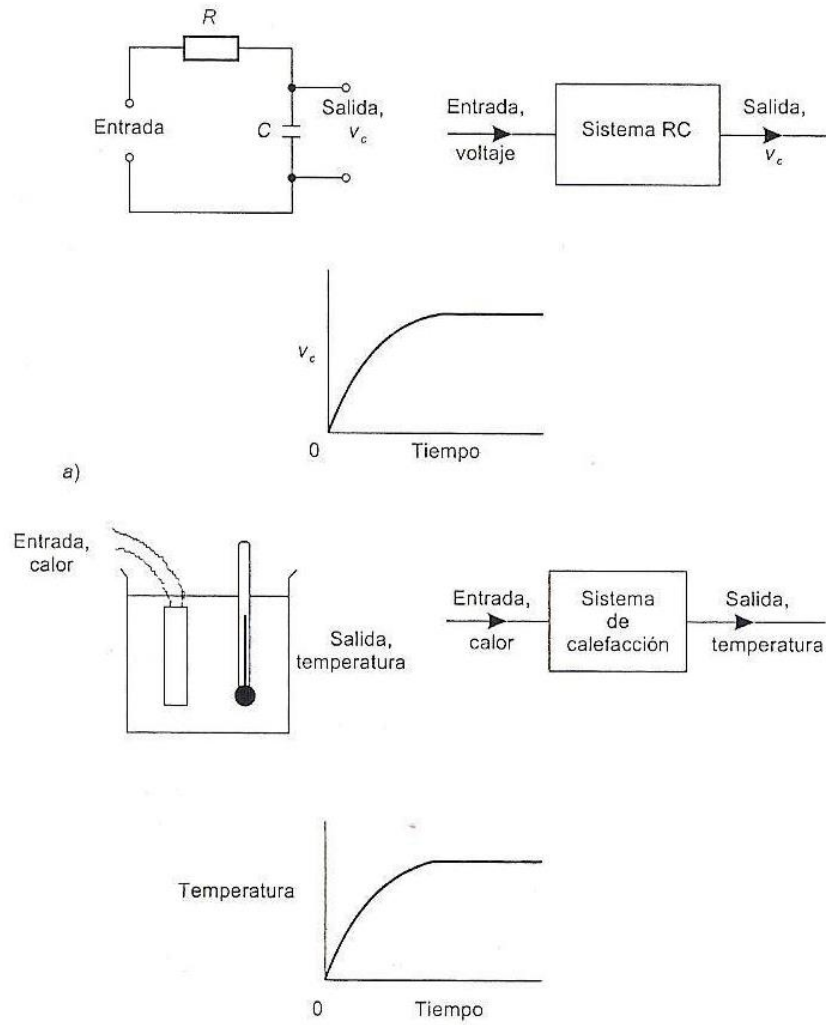 R
Entrada
C
Salida,
v_c
Entrada,
voltaje
Sistema RC
Salida,
v_c
v_c
0
Tiempo
a)
Entrada,
calor
Salida,
temperatura
Entrada,
calor
Sistema
de
calefacción
Salida,
temperatura
Temperatura
0
Tiempo